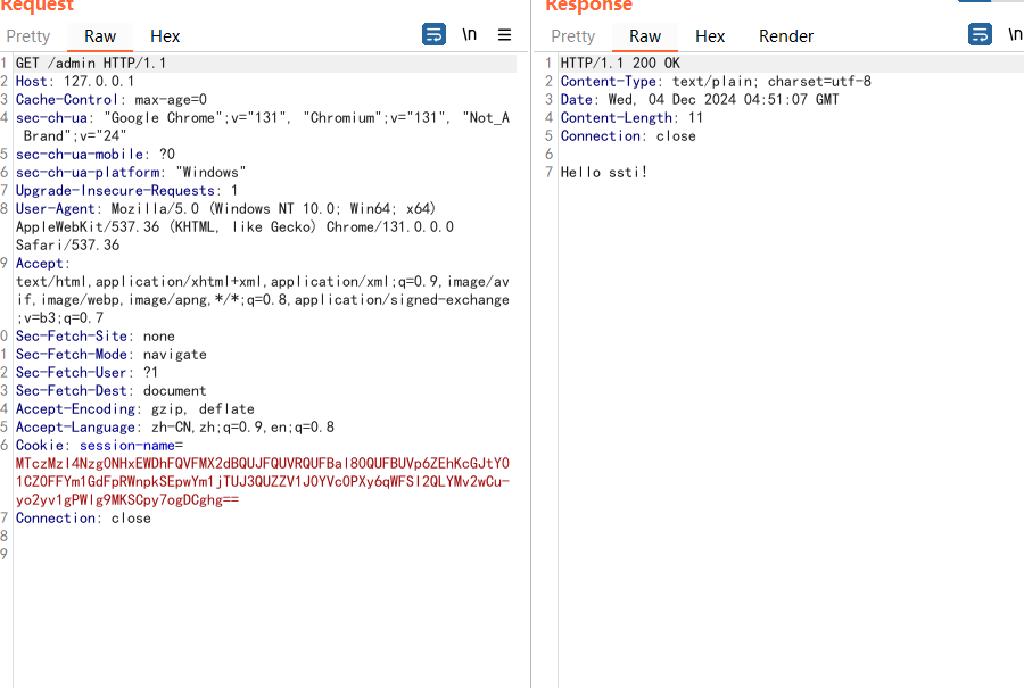 Request
Pretty Raw Hex \n
1 GET /admin HTTP/1.1
2 Host: 127.0.0.1
3 Cache-Control: max-age=0
4 sec-ch-ua: "Google Chrome";v="131", "Chromium";v="131", "Not_A
Brand";v="24"
5 sec-ch-ua-mobile: ?0
6 sec-ch-ua-platform: "Windows"
7 Upgrade-Insecure-Requests: 1
8 User-Agent: Mozilla/5.0 (Windows NT 10.0; Win64; x64)
AppleWebKit/537.36 (KHTML, like Gecko) Chrome/131.0.0.0
Safari/537.36
9 Accept:
text/html,application/xhtml+xml,application/xml;q=0.9,image/av
if,image/webp,image/apng,*/*;q=0.8,application/signed-exchange
;v=b3;q=0.7
0 Sec-Fetch-Site: none
1 Sec-Fetch-Mode: navigate
2 Sec-Fetch-User: ?1
3 Sec-Fetch-Dest: document
4 Accept-Encoding: gzip, deflate
5 Accept-Language: zh-CN,zh;q=0.9,en;q=0.8
6 Cookie: session-name=
7 Connection: close
8
9
Response
Pretty Raw Hex Render \n
1 HTTP/1.1 200 OK
2 Content-Type: text/plain; charset=utf-8
3 Date: Wed, 04 Dec 2024 04:51:07 GMT
4 Content-Length: 11
5 Connection: close
6
7 Hello ssti!